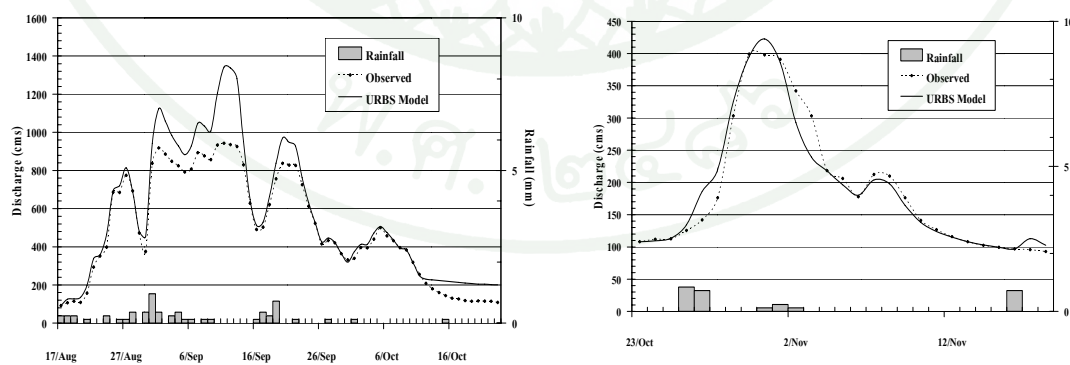 1600
1400
1200
1000
800
600
400
200
0
Discharge (cms)
10
5
0
Rainfall (mm)
Rainfall
Observed
URBS Model
17/Aug 27/Aug 6/Sep 16/Sep 26/Sep 6/Oct 16/Oct
450
400
350
300
250
200
150
100
50
0
Discharge (cms)
10
5
0
Rainfall
Observed
URBS Model
23/Oct 2/Nov 12/Nov